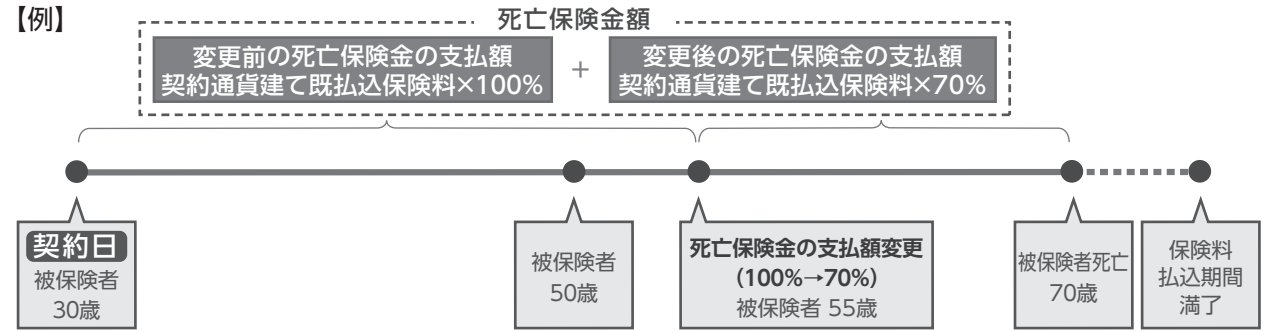 【例】
死亡保険金額
変更前の死亡保険金の支払額
契約通貨建て既払込保険料×100%
+
変更後の死亡保険金の支払額
契約通貨建て既払込保険料×70%
契約日
被保険者
30歳
被保険者
50歳
死亡保険金の支払額変更
(100%→70%)
被保険者 55歳
被保険者死亡
70歳
保険料
払込期間
満了